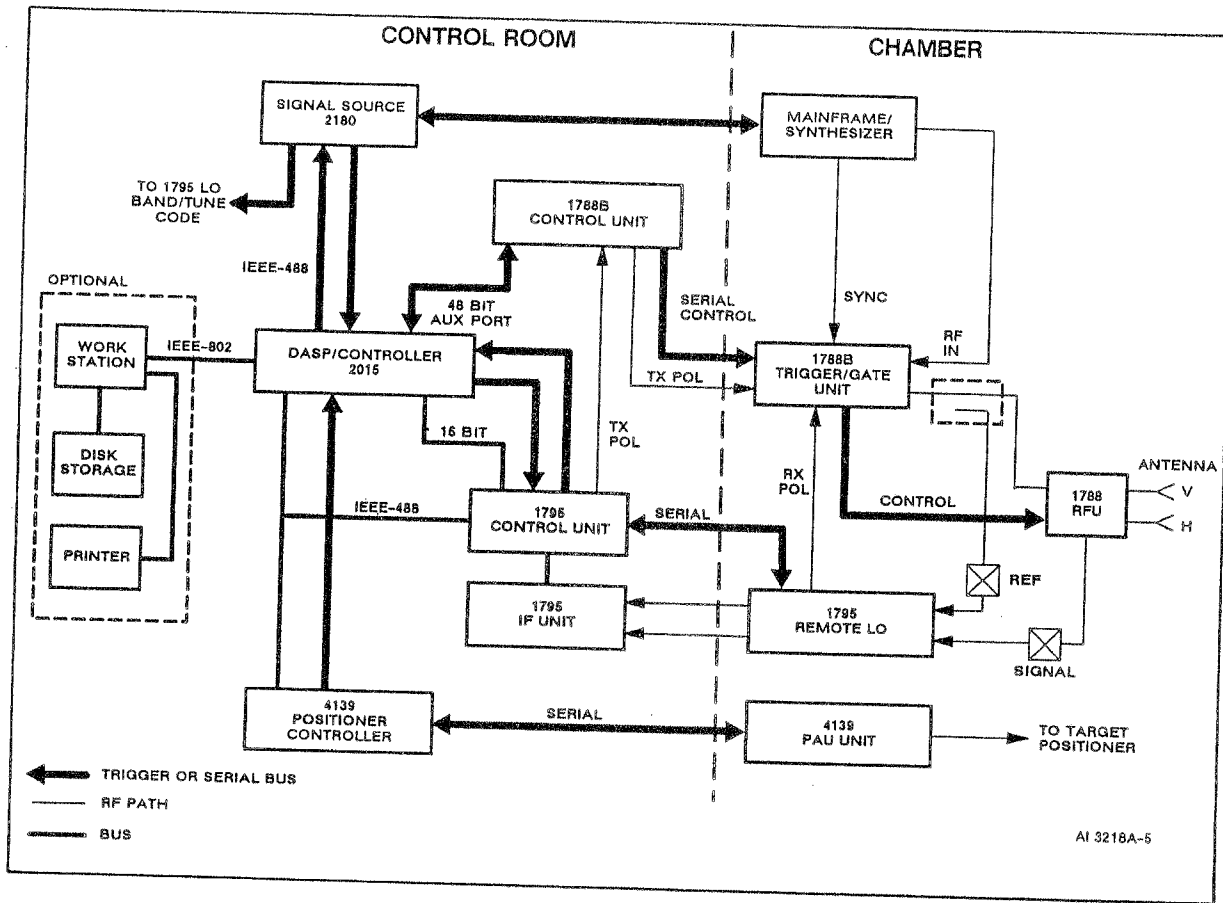 CONTROL ROOM
CHAMBER
SIGNAL SOURCE
2180
MAINFRAME/
SYNTHESIZER
TO 1795 LO
BAND/TUNE
CODE
1788B
CONTROL UNIT
IEEE-488
OPTIONAL
48 BIT
AUX PORT
SERIAL
CONTROL
SYNC
RF
IN
WORK
STATION
IEEE-802
DASP/CONTROLLER
2015
1788B
TRIGGER/GATE
UNIT
TX POL
DISK
STORAGE
16 BIT
TX
POL
RX
POL
ANTENNA
CONTROL
1788
RFU
V
H
PRINTER
IEEE-488
1795
CONTROL UNIT
SERIAL
REF
1795
IF UNIT
1795
REMOTE LO
SIGNAL
4139
POSITIONER
CONTROLLER
SERIAL
4139
PAU UNIT
TO TARGET
POSITIONER
TRIGGER OR SERIAL BUS
RF PATH
BUS
AI 3218A-5